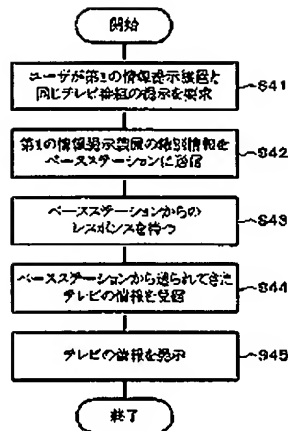 開始
ユーザが第1の情報提示装置と
同じテレビ番組の提示を要求
S41
第1の情報提示装置の識別情報を
ベースステーションに送信
S42
ベースステーションからの
レスポンスを待つ
S43
ベースステーションから送られてきた
テレビの情報を受信
S44
テレビの情報を提示
S45
終了